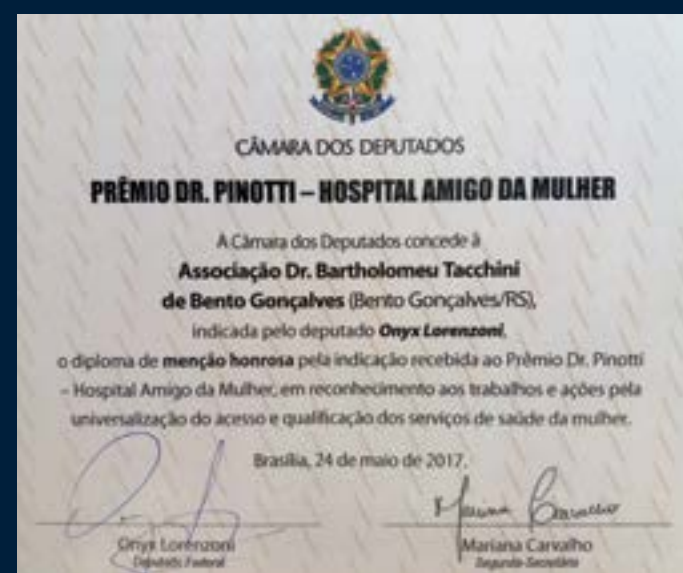 CÂMARA DOS DEPUTADOS
PRÊMIO DR. PINOTTI – HOSPITAL AMIGO DA MULHER
A Câmara dos Deputados concede à
Associação Dr. Bartholomeu Tacchini
de Bento Gonçalves (Bento Gonçalves/RS),
indicada pelo deputado Onyx Lorenzoni,
o diploma de menção honrosa pela indicação recebida ao Prêmio Dr. Pinotti
– Hospital Amigo da Mulher, em reconhecimento aos trabalhos e ações pela
universalização do acesso e qualificação dos serviços de saúde da mulher.
Brasília, 24 de maio de 2017.
Mariana Carvalho
Onyx Lorenzoni
Deputado Federal
Mariana Carvalho
Segunda-Secretária